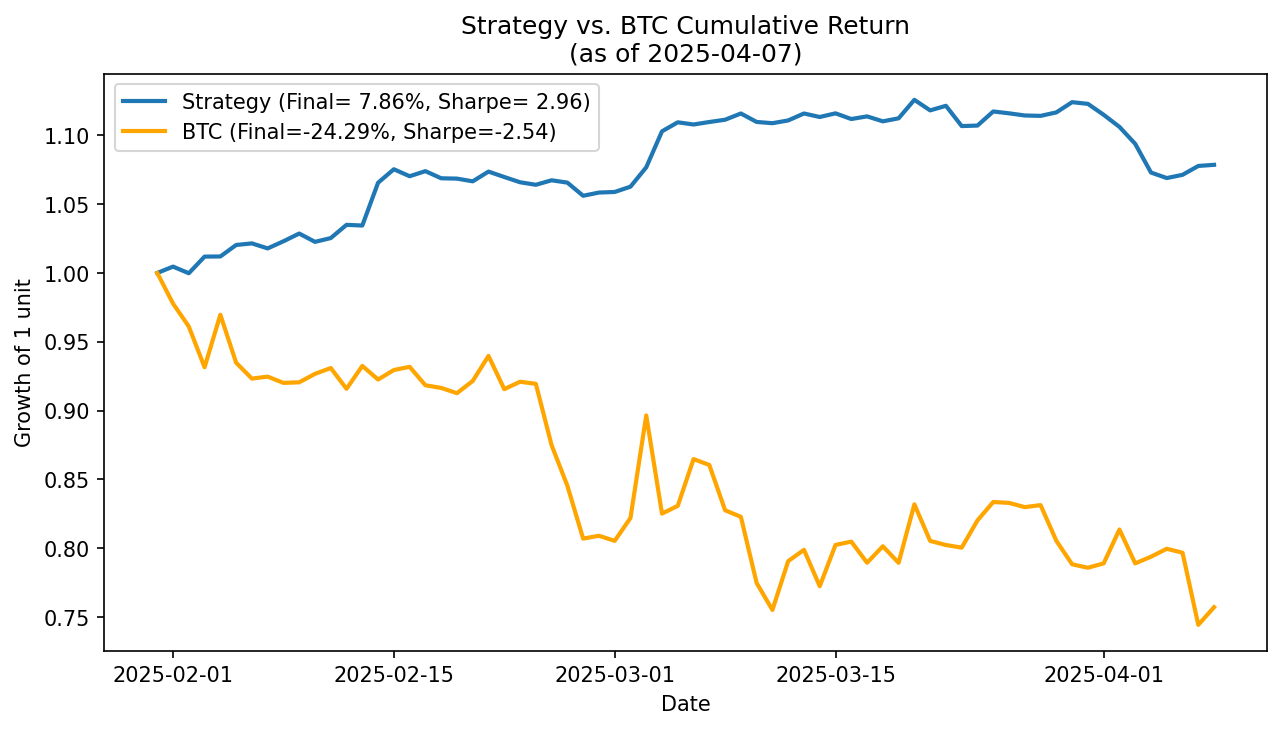 Strategy vs. BTC Cumulative Return
(as of 2025-04-07)
Strategy (Final= 7.86%, Sharpe= 2.96)
BTC (Final=-24.29%, Sharpe=-2.54)
Growth of 1 unit
1.10
1.05
1.00
0.95
0.90
0.85
0.80
0.75
2025-02-01
2025-02-15
2025-03-01
2025-03-15
2025-04-01
Date